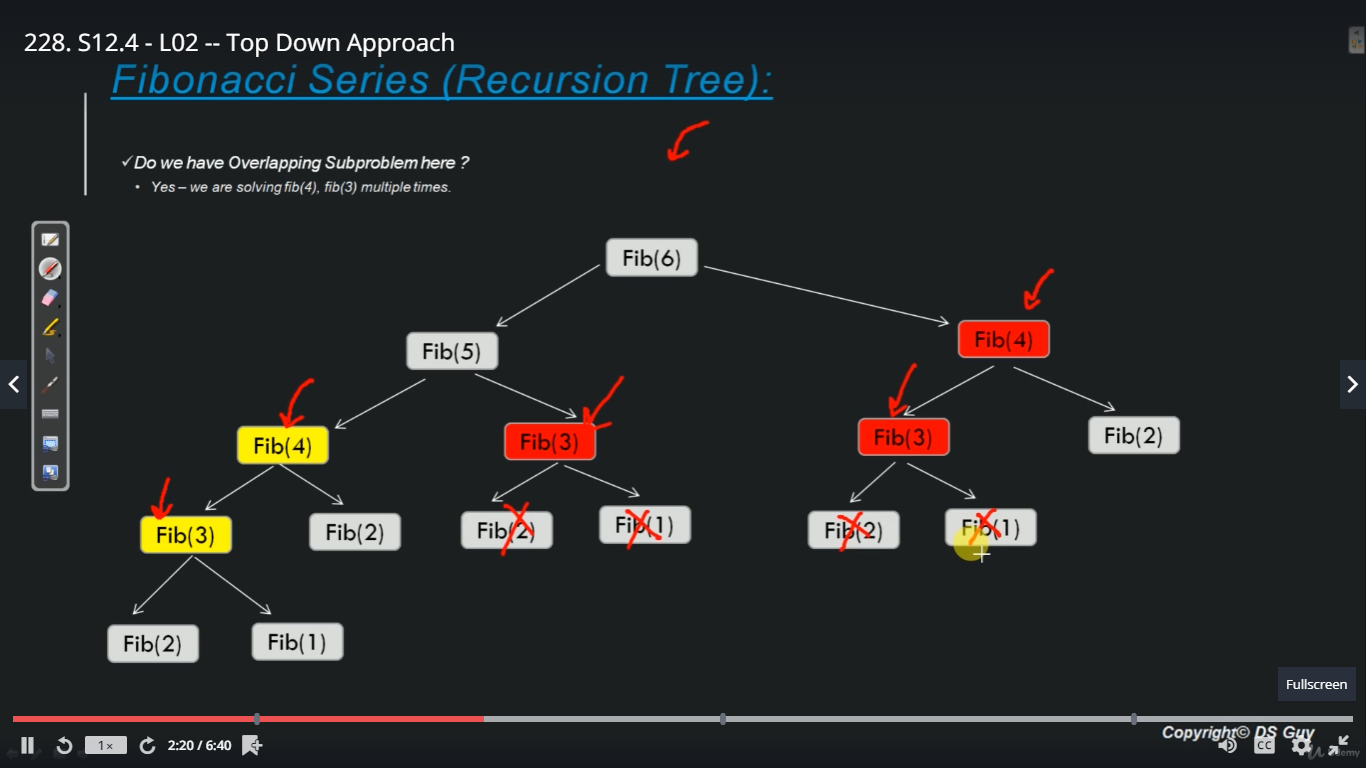 228. S12.4 - L02 -- Top Down Approach
Fibonacci Series (Recursion Tree):
✓Do we have Overlapping Subproblem here ?
• Yes – we are solving fib(4), fib(3) multiple times.
Fib(6)
Fib(5)
Fib(4)
Fib(4)
Fib(3)
Fib(3)
Fib(2)
Fib(3)
Fib(2)
Fib(2)
Fib(1)
Fib(2)
Fib(1)
Fib(2)
Fib(1)
Fullscreen
Copyright© DS Guy
1×
2:20 / 6:40
CC